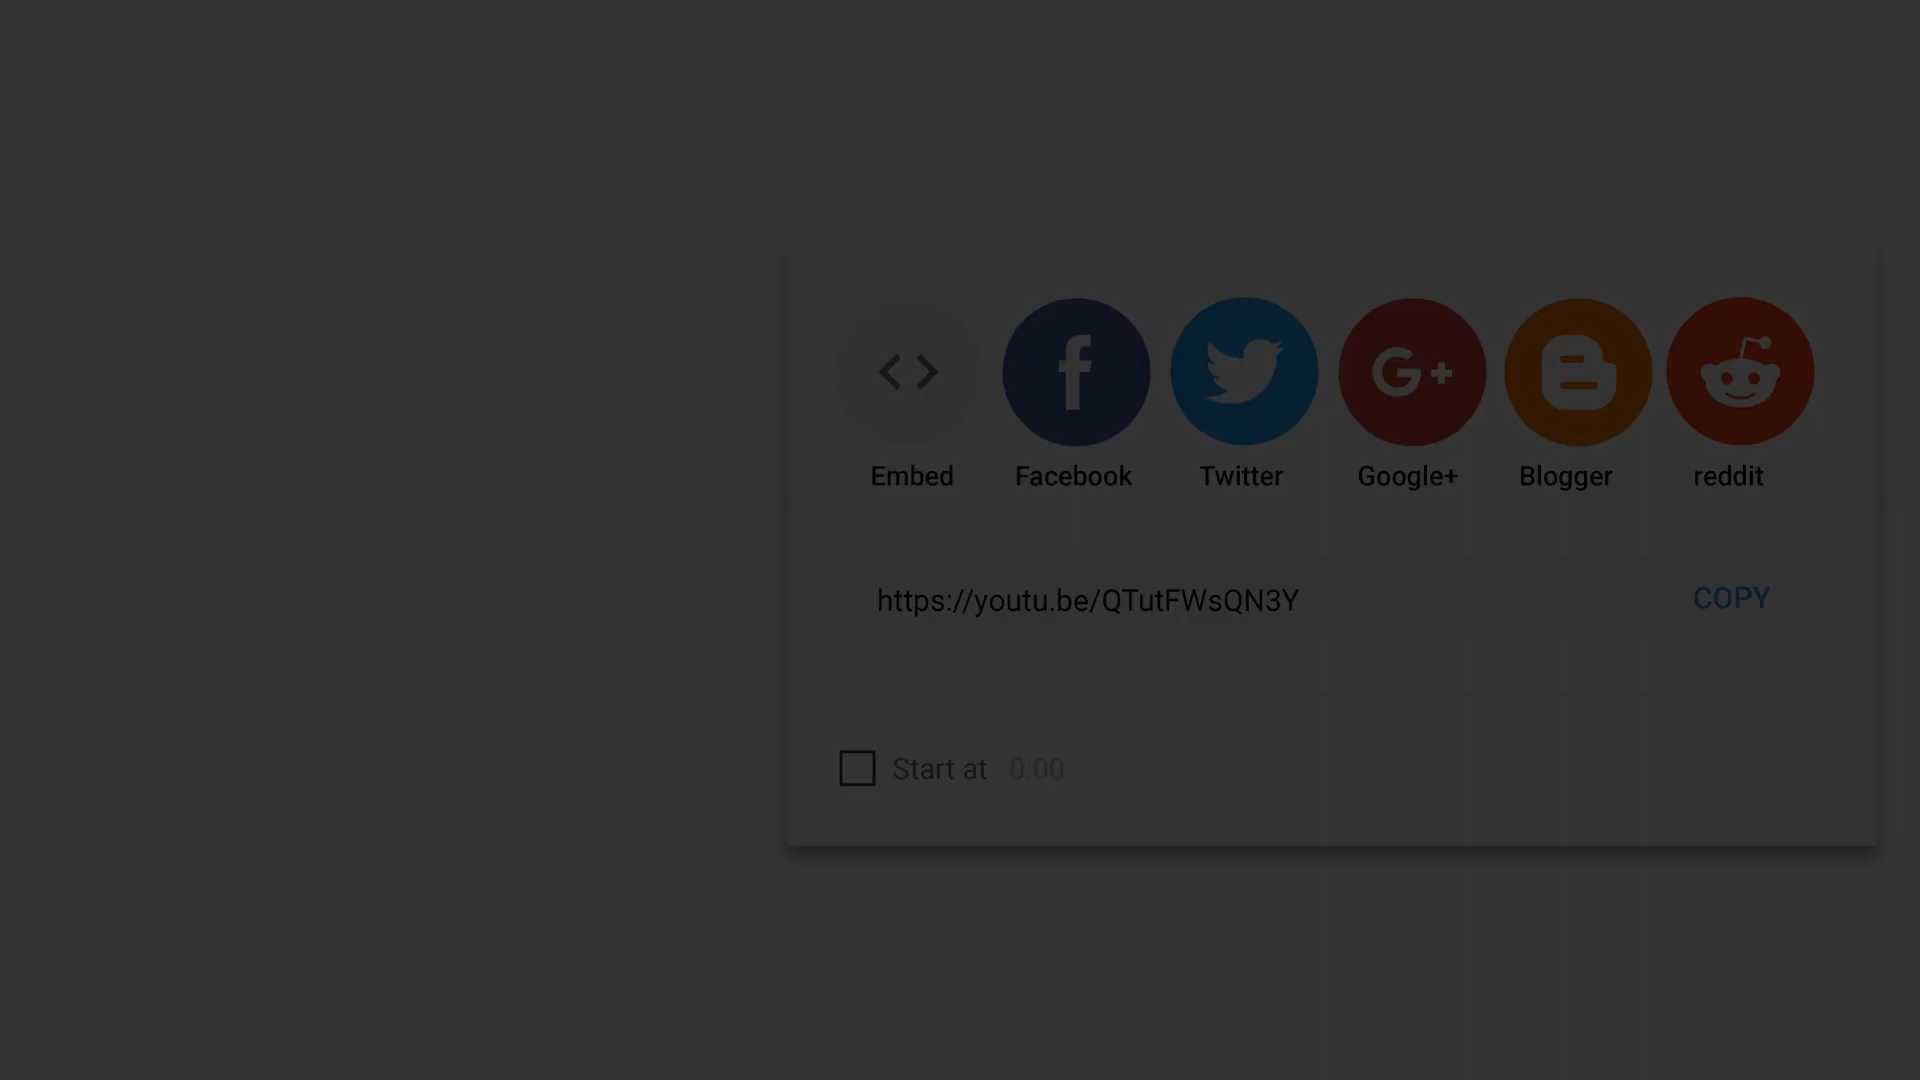 Embed Facebook Twitter Google+ Blogger reddit
https://youtu.be/QTutFWsQN3Y COPY
Start at 0:00